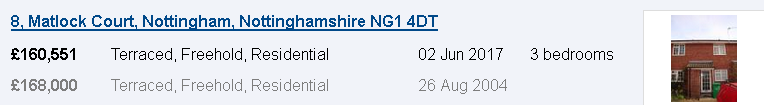 8, Matlock Court, Nottingham, Nottinghamshire NG1 4DT
£160,551 Terraced, Freehold, Residential 02 Jun 2017 3 bedrooms
£168,000 Terraced, Freehold, Residential 26 Aug 2004